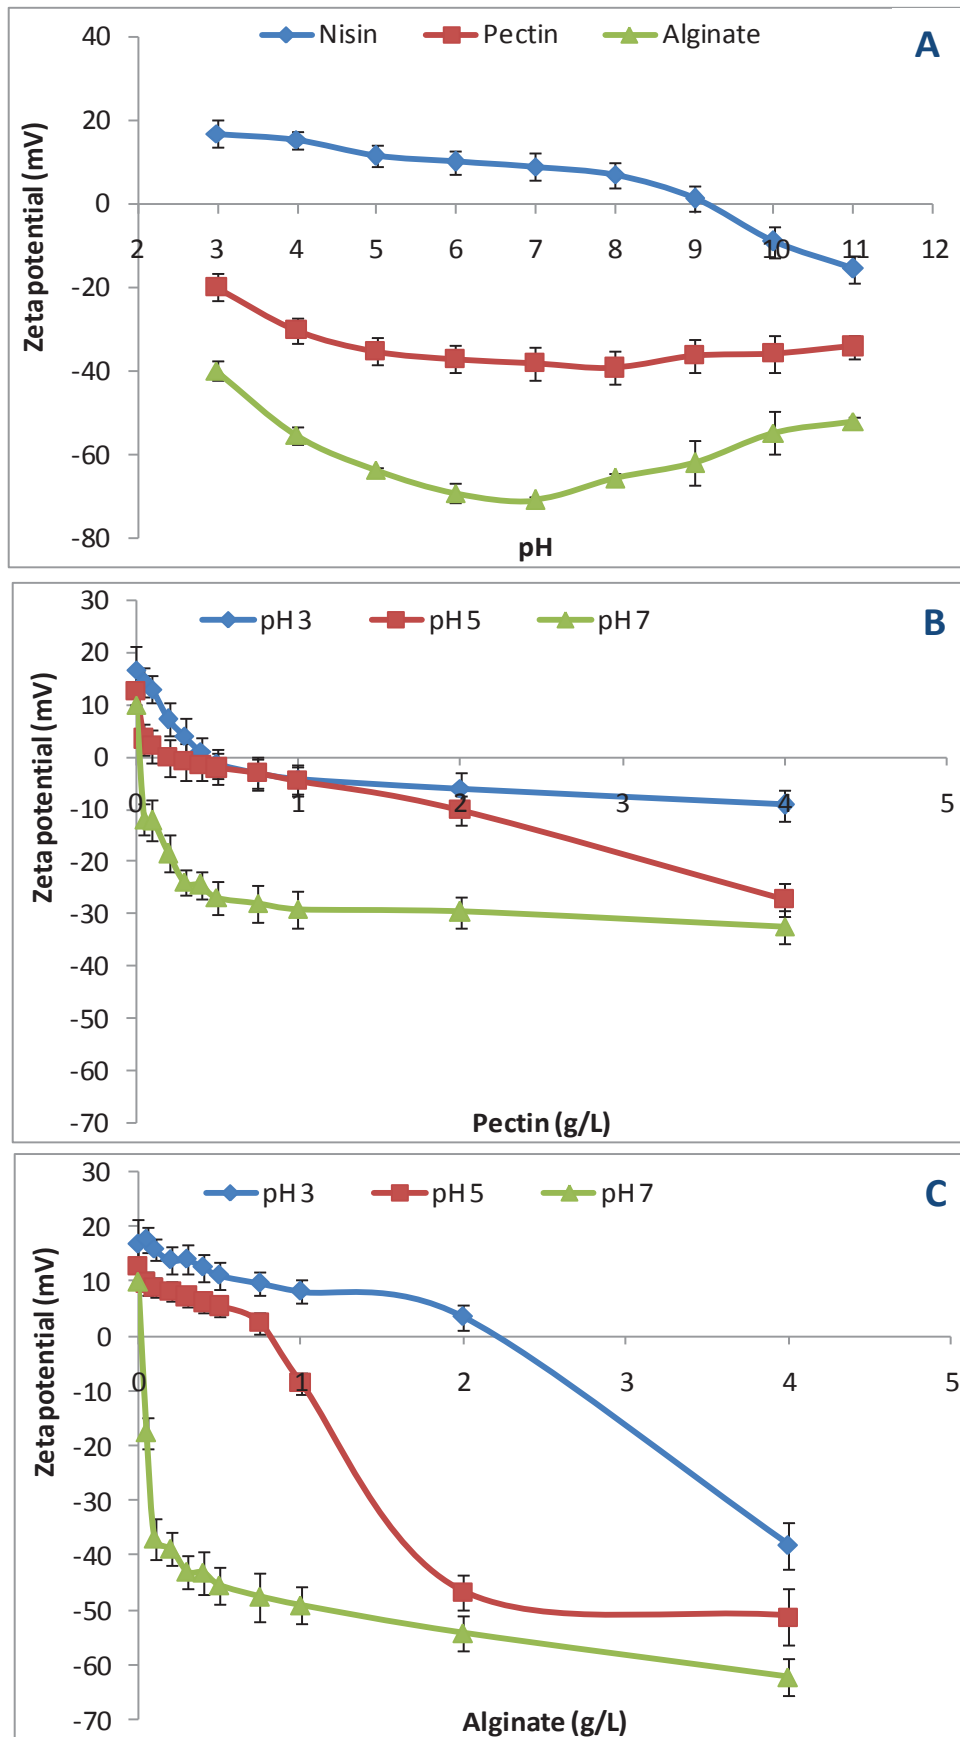 Nisin Pectin Alginate A
40
20
0
-20
-40
-60
-80
2 3 4 5 6 7 8 9 10 11 12
Zeta potential (mV)
pH
pH 3 pH 5 pH 7 B
30
20
10
0
-10
-20
-30
-40
-50
-60
-70
0 1 2 3 4 5
Zeta potential (mV)
Pectin (g/L)
pH 3 pH 5 pH 7 C
30
20
10
0
-10
-20
-30
-40
-50
-60
-70
0 1 2 3 4 5
Zeta potential (mV)
Alginate (g/L)